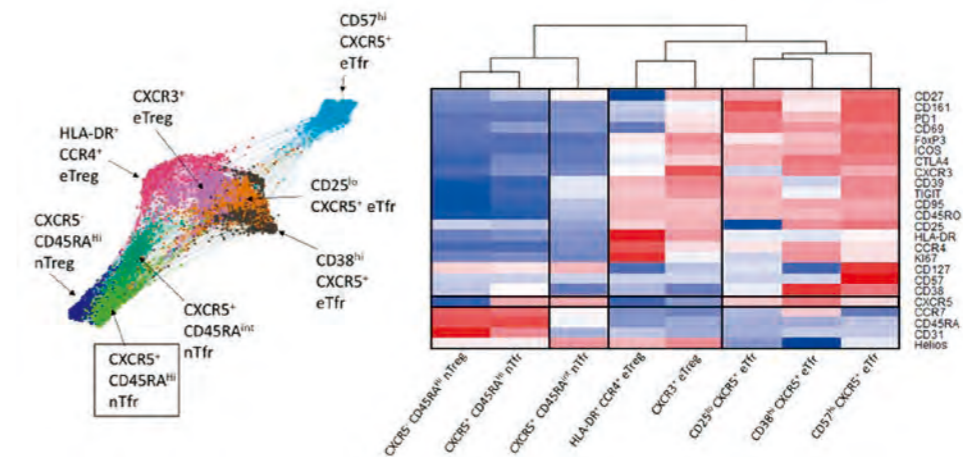 CD57hi
CXCR5+
eTfr
CXCR3+
eTreg
HLA-DR+
CCR4+
eTreg
CD25lo
CXCR5+ eTfr
CXCR5-
CD45RAHi
nTreg
CD38hi
CXCR5+
eTfr
CXCR5+
CD45RAint
nTfr
CXCR5+
CD45RAHi
nTfr
CD27
CD161
PD1
CD69
FoxP3
ICOS
CTLA4
CXCR3
CD39
TIGIT
CD95
CD45RO
CD25
HLA-DR
CCR4
KI67
CD127
CD57
CD38
CXCR5
CCR7
CD45RA
CD31
Helios
CXCR5- CD45RAHi nTreg
CXCR5+ CD45RAHi nTfr
CXCR5+ CD45RAint nTfr
HLA-DR+ CCR4+ eTreg
CXCR3+ eTreg
CD25lo CXCR5+ eTfr
CD38hi CXCR5+ eTfr
CD57hi CXCR5+ eTfr